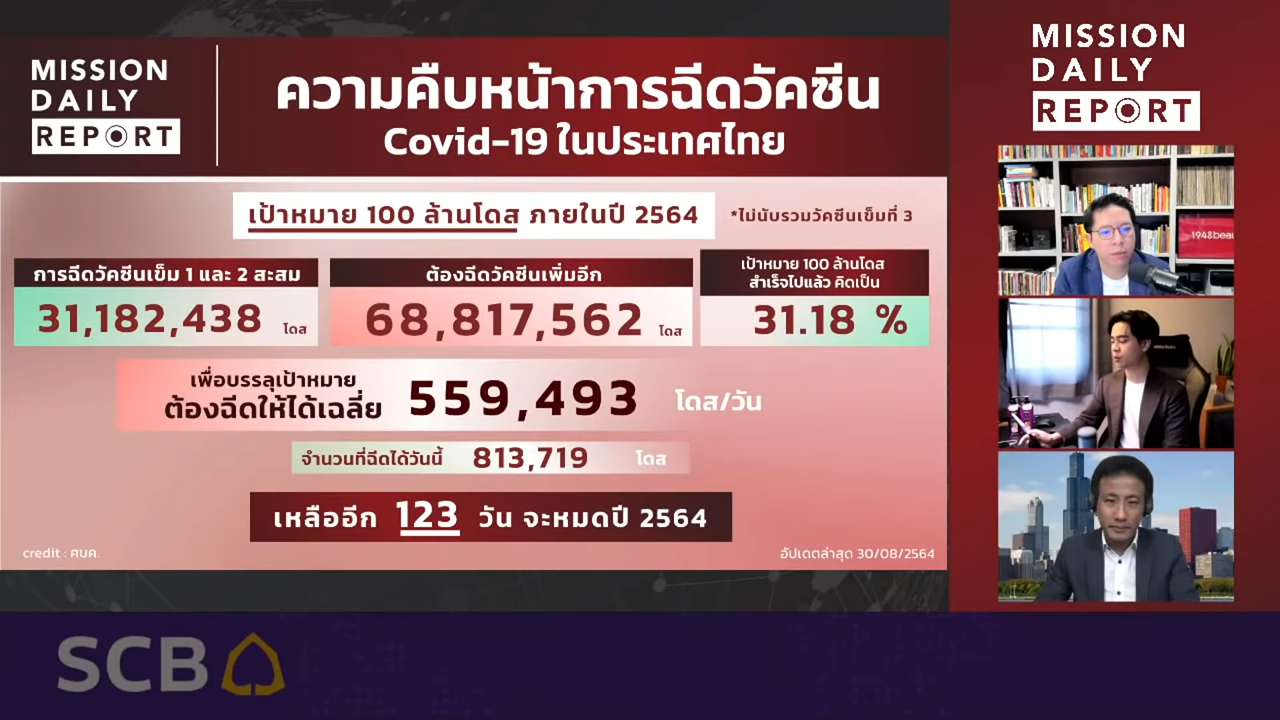 MISSION
DAILY
REPORT
ความคืบหน้าการฉีดวัคซีน
Covid-19 ในประเทศไทย
เป้าหมาย 100 ล้านโดส ภายในปี 2564
*ไม่นับรวมวัคซีนเข็มที่ 3
การฉีดวัคซีนเข็ม 1 และ 2 สะสม
31,182,438 โดส
ต้องฉีดวัคซีนเพิ่มอีก
68,817,562 โดส
เป้าหมาย 100 ล้านโดส
สำเร็จไปแล้ว คิดเป็น
31.18 %
เพื่อบรรลุเป้าหมาย
ต้องฉีดให้ได้เฉลี่ย 559,493 โดส/วัน
จำนวนที่ฉีดได้วันนี้ 813,719 โดส
เหลืออีก 123 วัน จะหมดปี 2564
credit : ศบค.
อัปเดตล่าสุด 30/08/2564
MISSION
DAILY
REPORT
1948beau
SCB